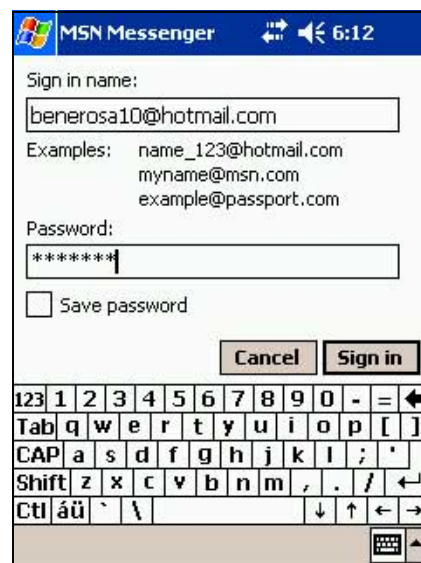 MSN Messenger 6:12
Sign in name:
benerosa10@hotmail.com
Examples: name_123@hotmail.com
myname@msn.com
example@passport.com
Password:
*******
Save password
Cancel Sign in
123 1 2 3 4 5 6 7 8 9 0 - =
Tab q w e r t y u i o p [ ]
CAP a s d f g h j k l ; '
Shift z x c v b n m , . /
Ctl áü ` \